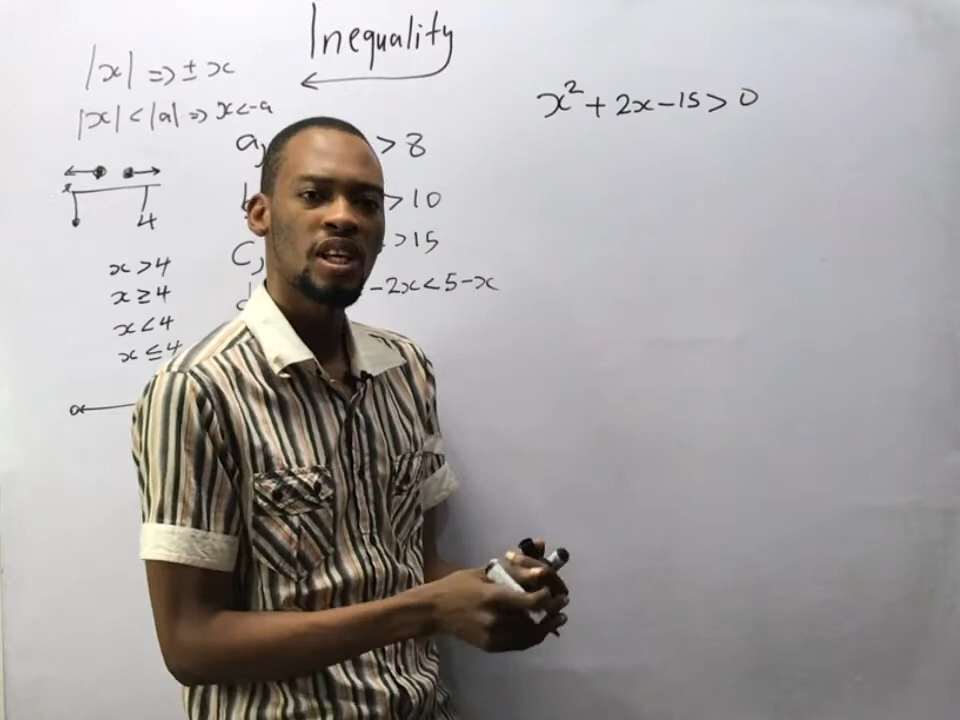 Inequality
|x| => ± x
|x| < |a| => x<-a
4
x > 4
x ≥ 4
x < 4
x ≤ 4
a, > 8
> 10
c, > 15
-2x < 5-x
x² + 2x - 15 > 0